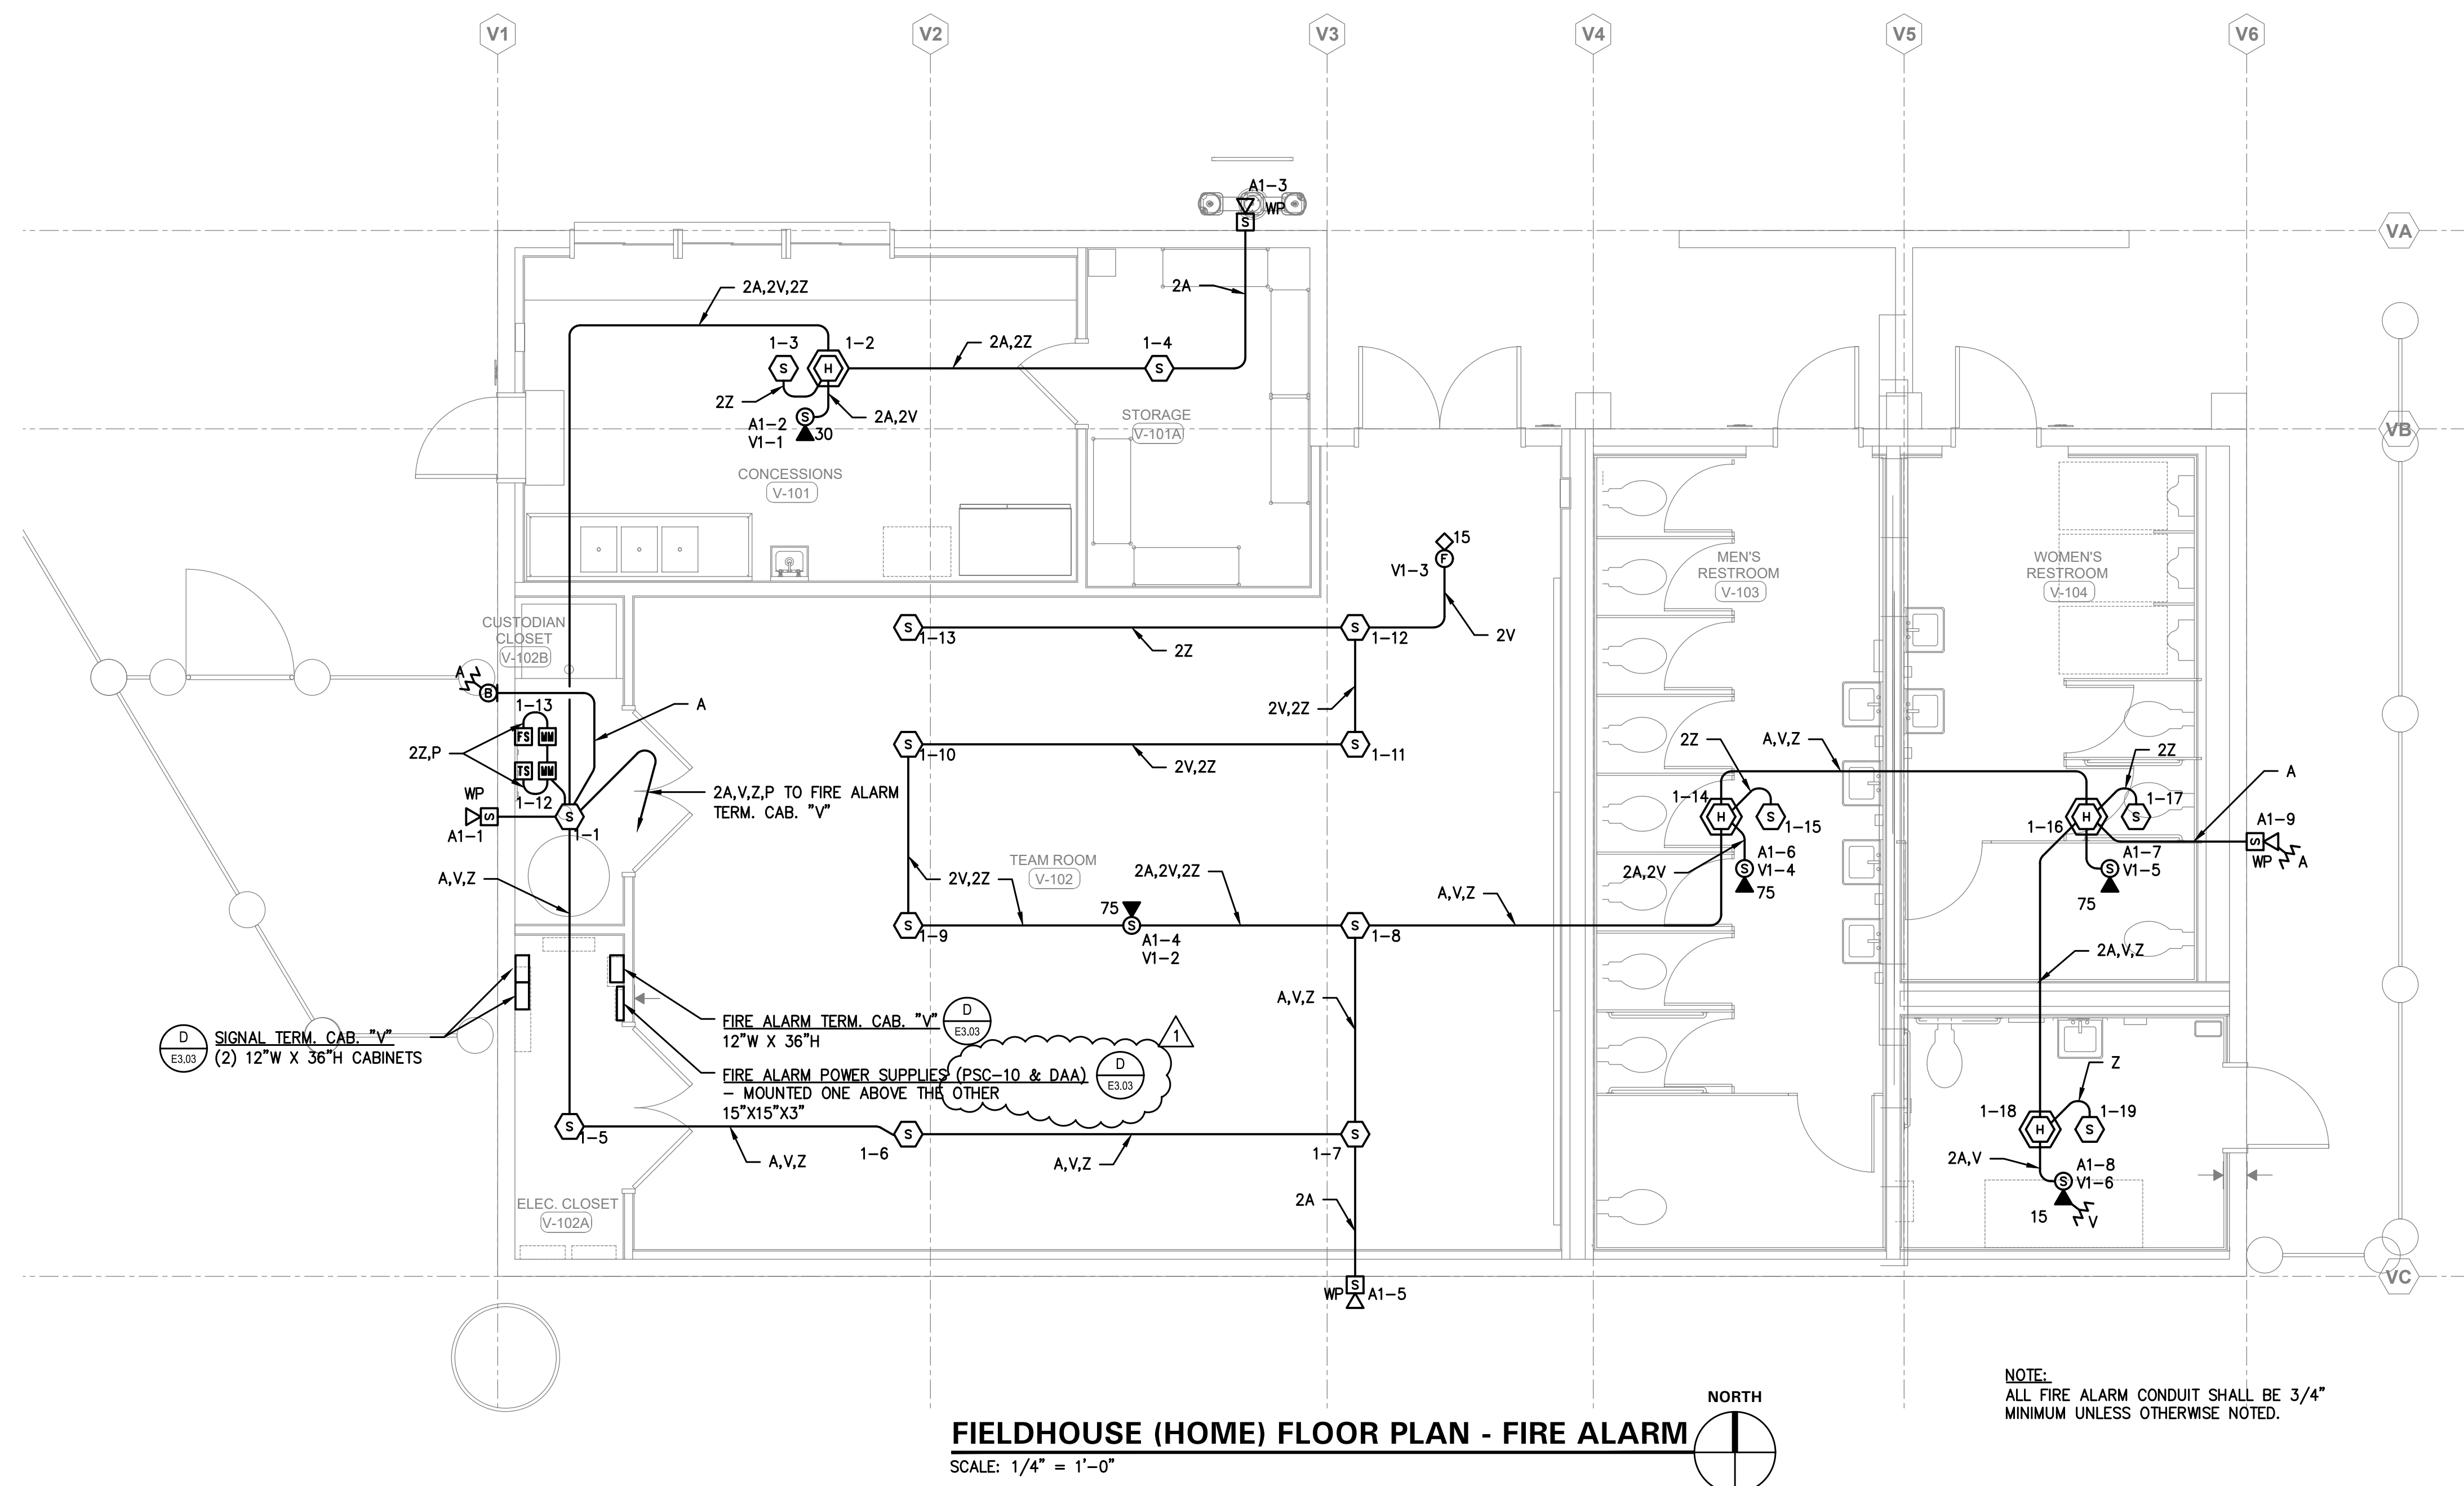 V1
V2
V3
V4
V5
V6
A1-3
WP
S
VA
2A,2V,2Z
2A
1-3
1-2
2A,2Z
1-4
S
H
S
2Z
2A,2V
A1-2
S
V1-1
30
STORAGE
V-101A
VB
CONCESSIONS
V-101
15
F
V1-3
MEN'S
RESTROOM
V-103
WOMEN'S
RESTROOM
V-104
CUSTODIAN
CLOSET
V-102B
S
1-13
2Z
S
1-12
2V
A
B
1-13
A
2V,2Z
FS
MM
2Z,P
TS
MM
1-12
S
1-10
2V,2Z
S
1-11
2Z
A,V,Z
2Z
A
WP
S
A1-1
S
1-1
2A,V,Z,P TO FIRE ALARM
TERM. CAB. "V"
1-14
H
S
1-15
1-16
H
S
1-17
A1-9
S
WP
A
TEAM ROOM
V-102
A,V,Z
2V,2Z
2A,2V,2Z
2A,2V
A1-6
S
V1-4
75
A1-7
S
V1-5
75
A,V,Z
75
S
1-9
S
A1-4
V1-2
S
1-8
2A,V,Z
A,V,Z
FIRE ALARM TERM. CAB. "V"
12"W X 36"H
D
E3.03
1
D
E3.03
SIGNAL TERM. CAB. "V"
(2) 12"W X 36"H CABINETS
FIRE ALARM POWER SUPPLIES (PSC-10 & DAA)
- MOUNTED ONE ABOVE THE OTHER
15"X15"X3"
D
E3.03
Z
S
1-5
S
1-6
S
1-7
A,V,Z
A,V,Z
1-18
H
S
1-19
2A,V
A1-8
S
V1-6
15
V
2A
ELEC. CLOSET
V-102A
S
WP
A1-5
VC
NOTE:
ALL FIRE ALARM CONDUIT SHALL BE 3/4"
MINIMUM UNLESS OTHERWISE NOTED.
NORTH
FIELDHOUSE (HOME) FLOOR PLAN - FIRE ALARM
SCALE: 1/4" = 1'-0"